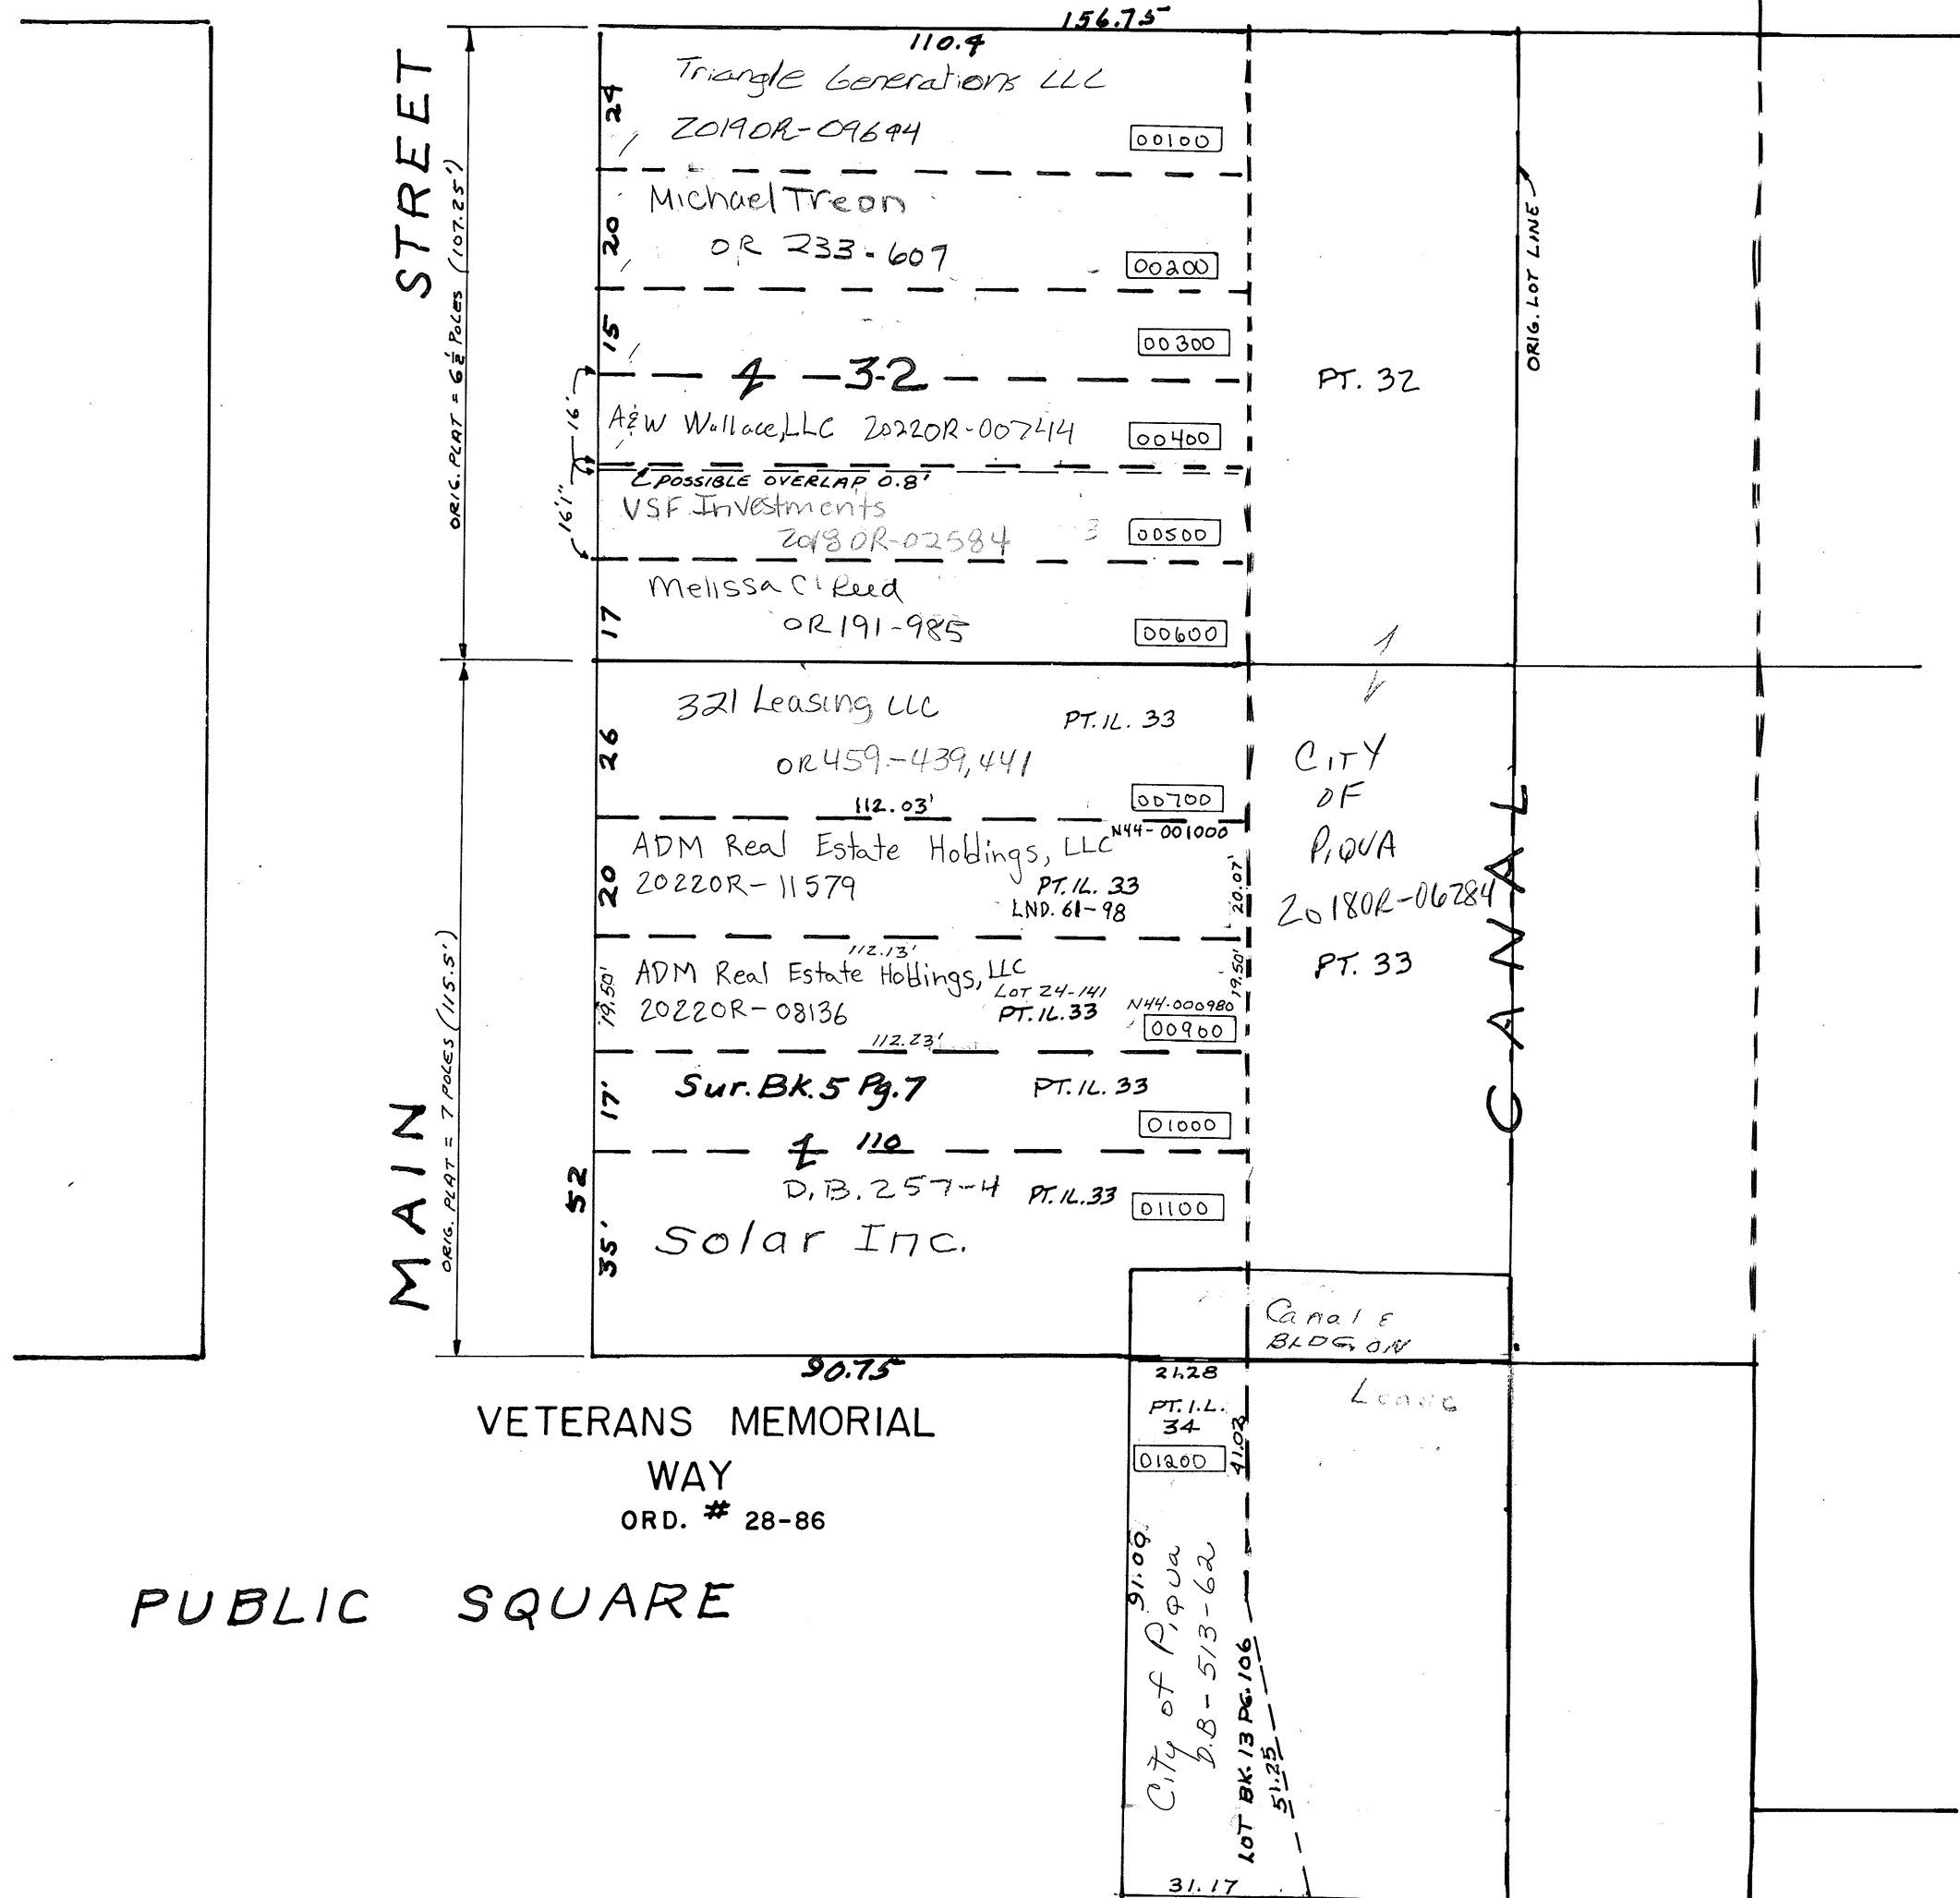 156.75
110.4
STREET
ORIG. PLAT = 6½ POLES (107.25')
24
Triangle Generations LLC
2019OR-09644
00100
20
Michael Treon
OR 233-607
00200
15
00300
32
PT. 32
ORIG. LOT LINE
16'
A&W Wallace, LLC 2022OR-00744
00400
POSSIBLE OVERLAP 0.8'
16'1"
VSF Investments
2018OR-02584
00500
Melissa C Reed
17
OR 191-985
00600
321 Leasing LLC
PT. IL. 33
26
OR 459-439,441
00700
112.03'
N44-001000
ADM Real Estate Holdings, LLC
20
2022OR-11579
PT. IL. 33
LND. 61-98
20.07'
CITY
OF
PIQUA
2018OR-06284
PT. 33
CANAL
112.13'
ADM Real Estate Holdings, LLC
LOT 24-141
19.50'
2022OR-08136
PT. IL. 33
N44-000980
19.50'
00900
112.23'
MAIN
ORIG. PLAT = 7 POLES (115.5')
17'
Sur. Bk. 5 Pg. 7
PT. IL. 33
01000
110
52
D.B. 257-4
PT. IL. 33
01100
35'
Solar Inc.
Canal &
BLDG. ON
Lease
90.75
21.28
VETERANS MEMORIAL
WAY
ORD. # 28-86
PT. I.L.
34
01200
41.02
91.09
City of Piqua
D.B - 513-62
LOT BK. 13 PG. 106
51.25
31.17
PUBLIC SQUARE